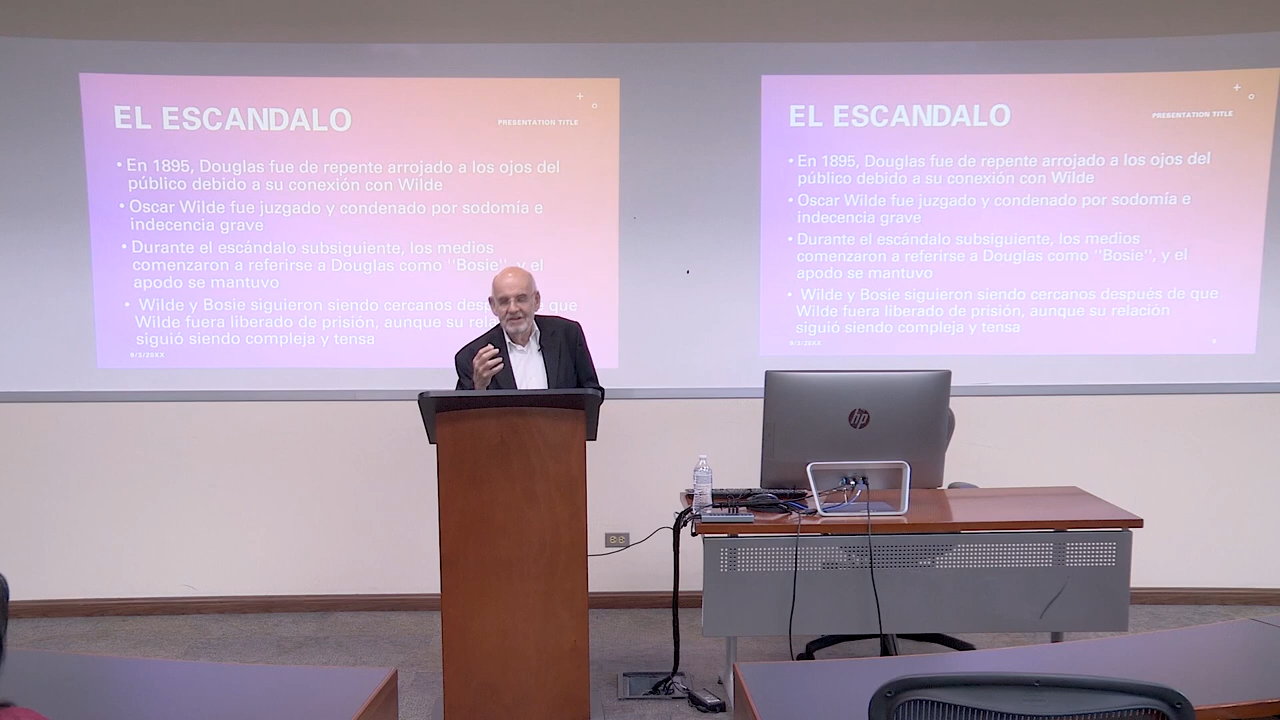 EL ESCANDALO
PRESENTATION TITLE
• En 1895, Douglas fue de repente arrojado a los ojos del
público debido a su conexión con Wilde
• Oscar Wilde fue juzgado y condenado por sodomía e
indecencia grave
• Durante el escándalo subsiguiente, los medios
comenzaron a referirse a Douglas como "Bosie", y el
apodo se mantuvo
• Wilde y Bosie siguieron siendo cercanos que
Wilde fuera liberado de prisión, aunque su
siguió siendo compleja y tensa
9/3/20XX
EL ESCANDALO
PRESENTATION TITLE
• En 1895, Douglas fue de repente arrojado a los ojos del
público debido a su conexión con Wilde
• Oscar Wilde fue juzgado y condenado por sodomía e
indecencia grave
• Durante el escándalo subsiguiente, los medios
comenzaron a referirse a Douglas como "Bosie", y el
apodo se mantuvo
• Wilde y Bosie siguieron siendo cercanos después de que
Wilde fuera liberado de prisión, aunque su relación
siguió siendo compleja y tensa
9/3/20XX
hp